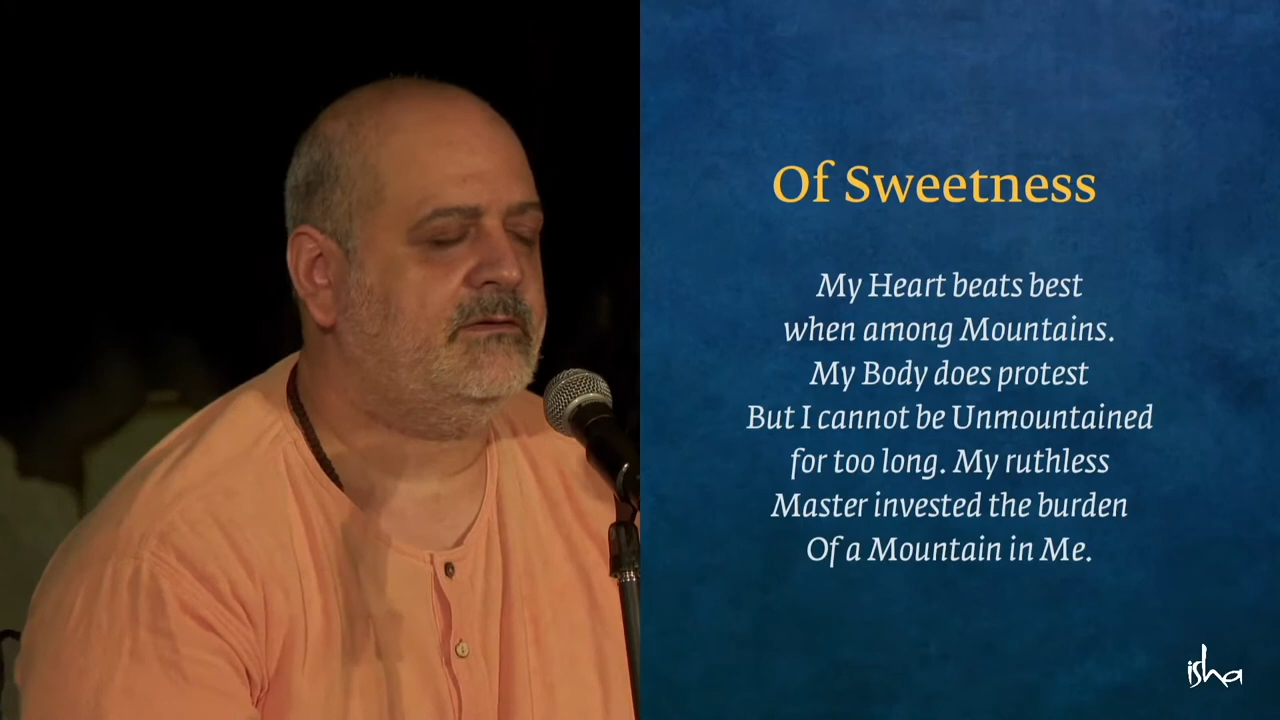 Of Sweetness
My Heart beats best
when among Mountains.
My Body does protest
But I cannot be Unmountained
for too long. My ruthless
Master invested the burden
Of a Mountain in Me.
isha